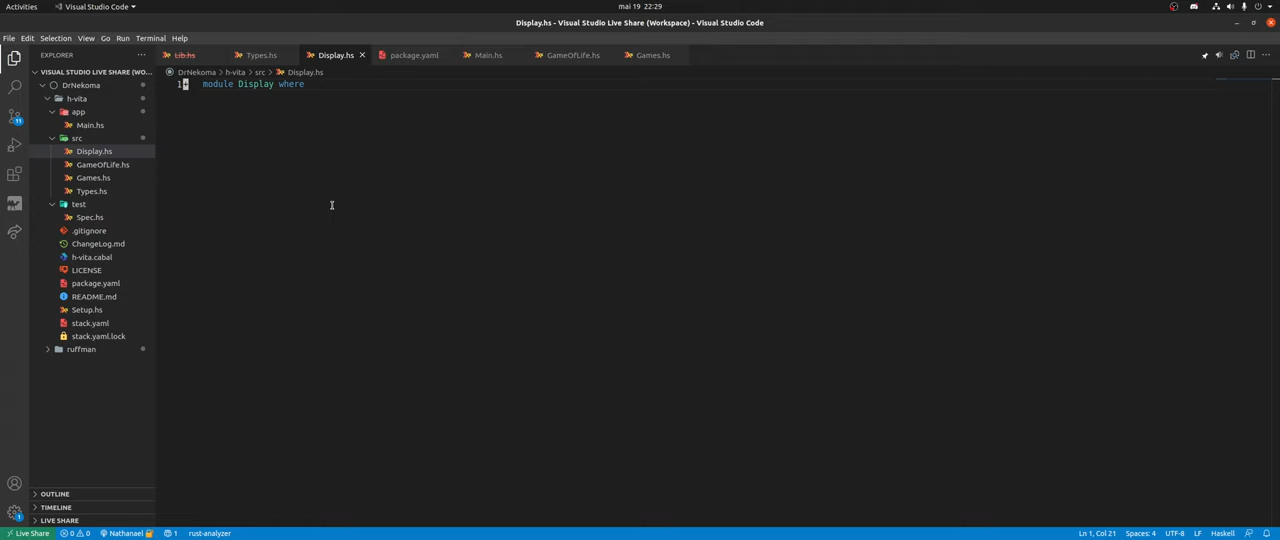 Activities
Visual Studio Code
mai 19 22:29
Display.hs - Visual Studio Live Share (Workspace) - Visual Studio Code
File Edit Selection View Go Run Terminal Help
EXPLORER
Lib.hs
Types.hs
Display.hs
package.yaml
Main.hs
GameOfLife.hs
Games.hs
VISUAL STUDIO LIVE SHARE (WO...
DrNekoma > h-vita > src > Display.hs
1 module Display where
DrNekoma
h-vita
app
Main.hs
src
Display.hs
GameOfLife.hs
Games.hs
Types.hs
test
Spec.hs
.gitignore
ChangeLog.md
h-vita.cabal
LICENSE
package.yaml
README.md
Setup.hs
stack.yaml
stack.yaml.lock
ruffman
11
OUTLINE
TIMELINE
LIVE SHARE
1
Live Share 0 0 Nathanael 1 rust-analyzer
Ln 1, Col 21 Spaces: 4 UTF-8 LF Haskell